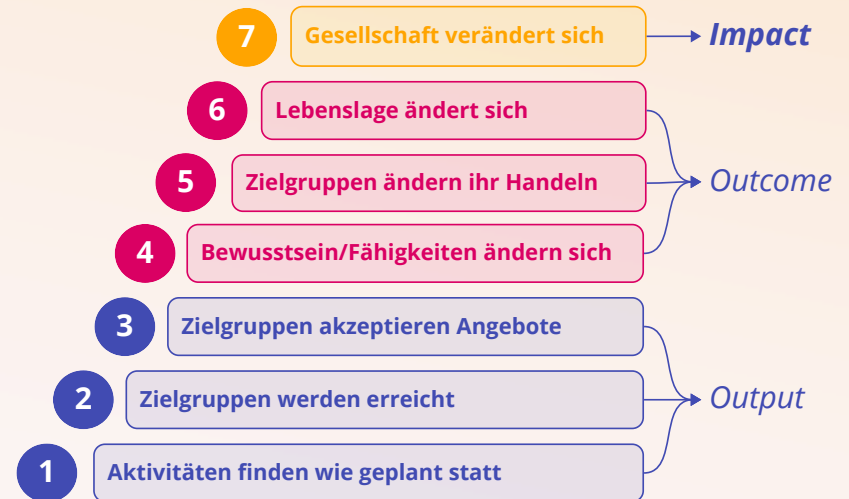 7
Gesellschaft verändert sich
Impact
6
Lebenslage ändert sich
5
Zielgruppen ändern ihr Handeln
Outcome
4
Bewusstsein/Fähigkeiten ändern sich
3
Zielgruppen akzeptieren Angebote
2
Zielgruppen werden erreicht
Output
1
Aktivitäten finden wie geplant statt